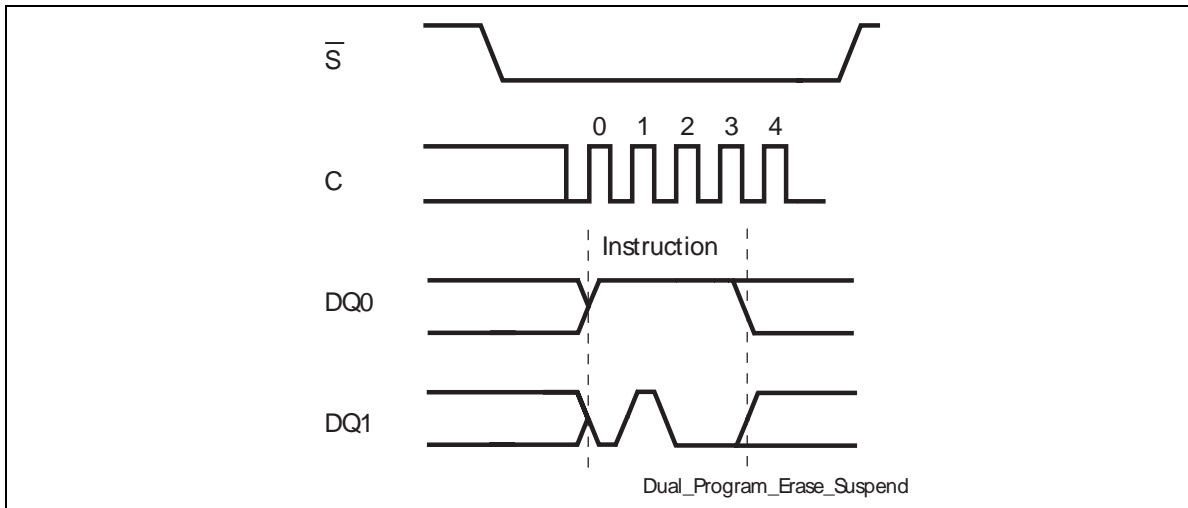 S
0 1 2 3 4
C
Instruction
DQ0
DQ1
Dual_Program_Erase_Suspend